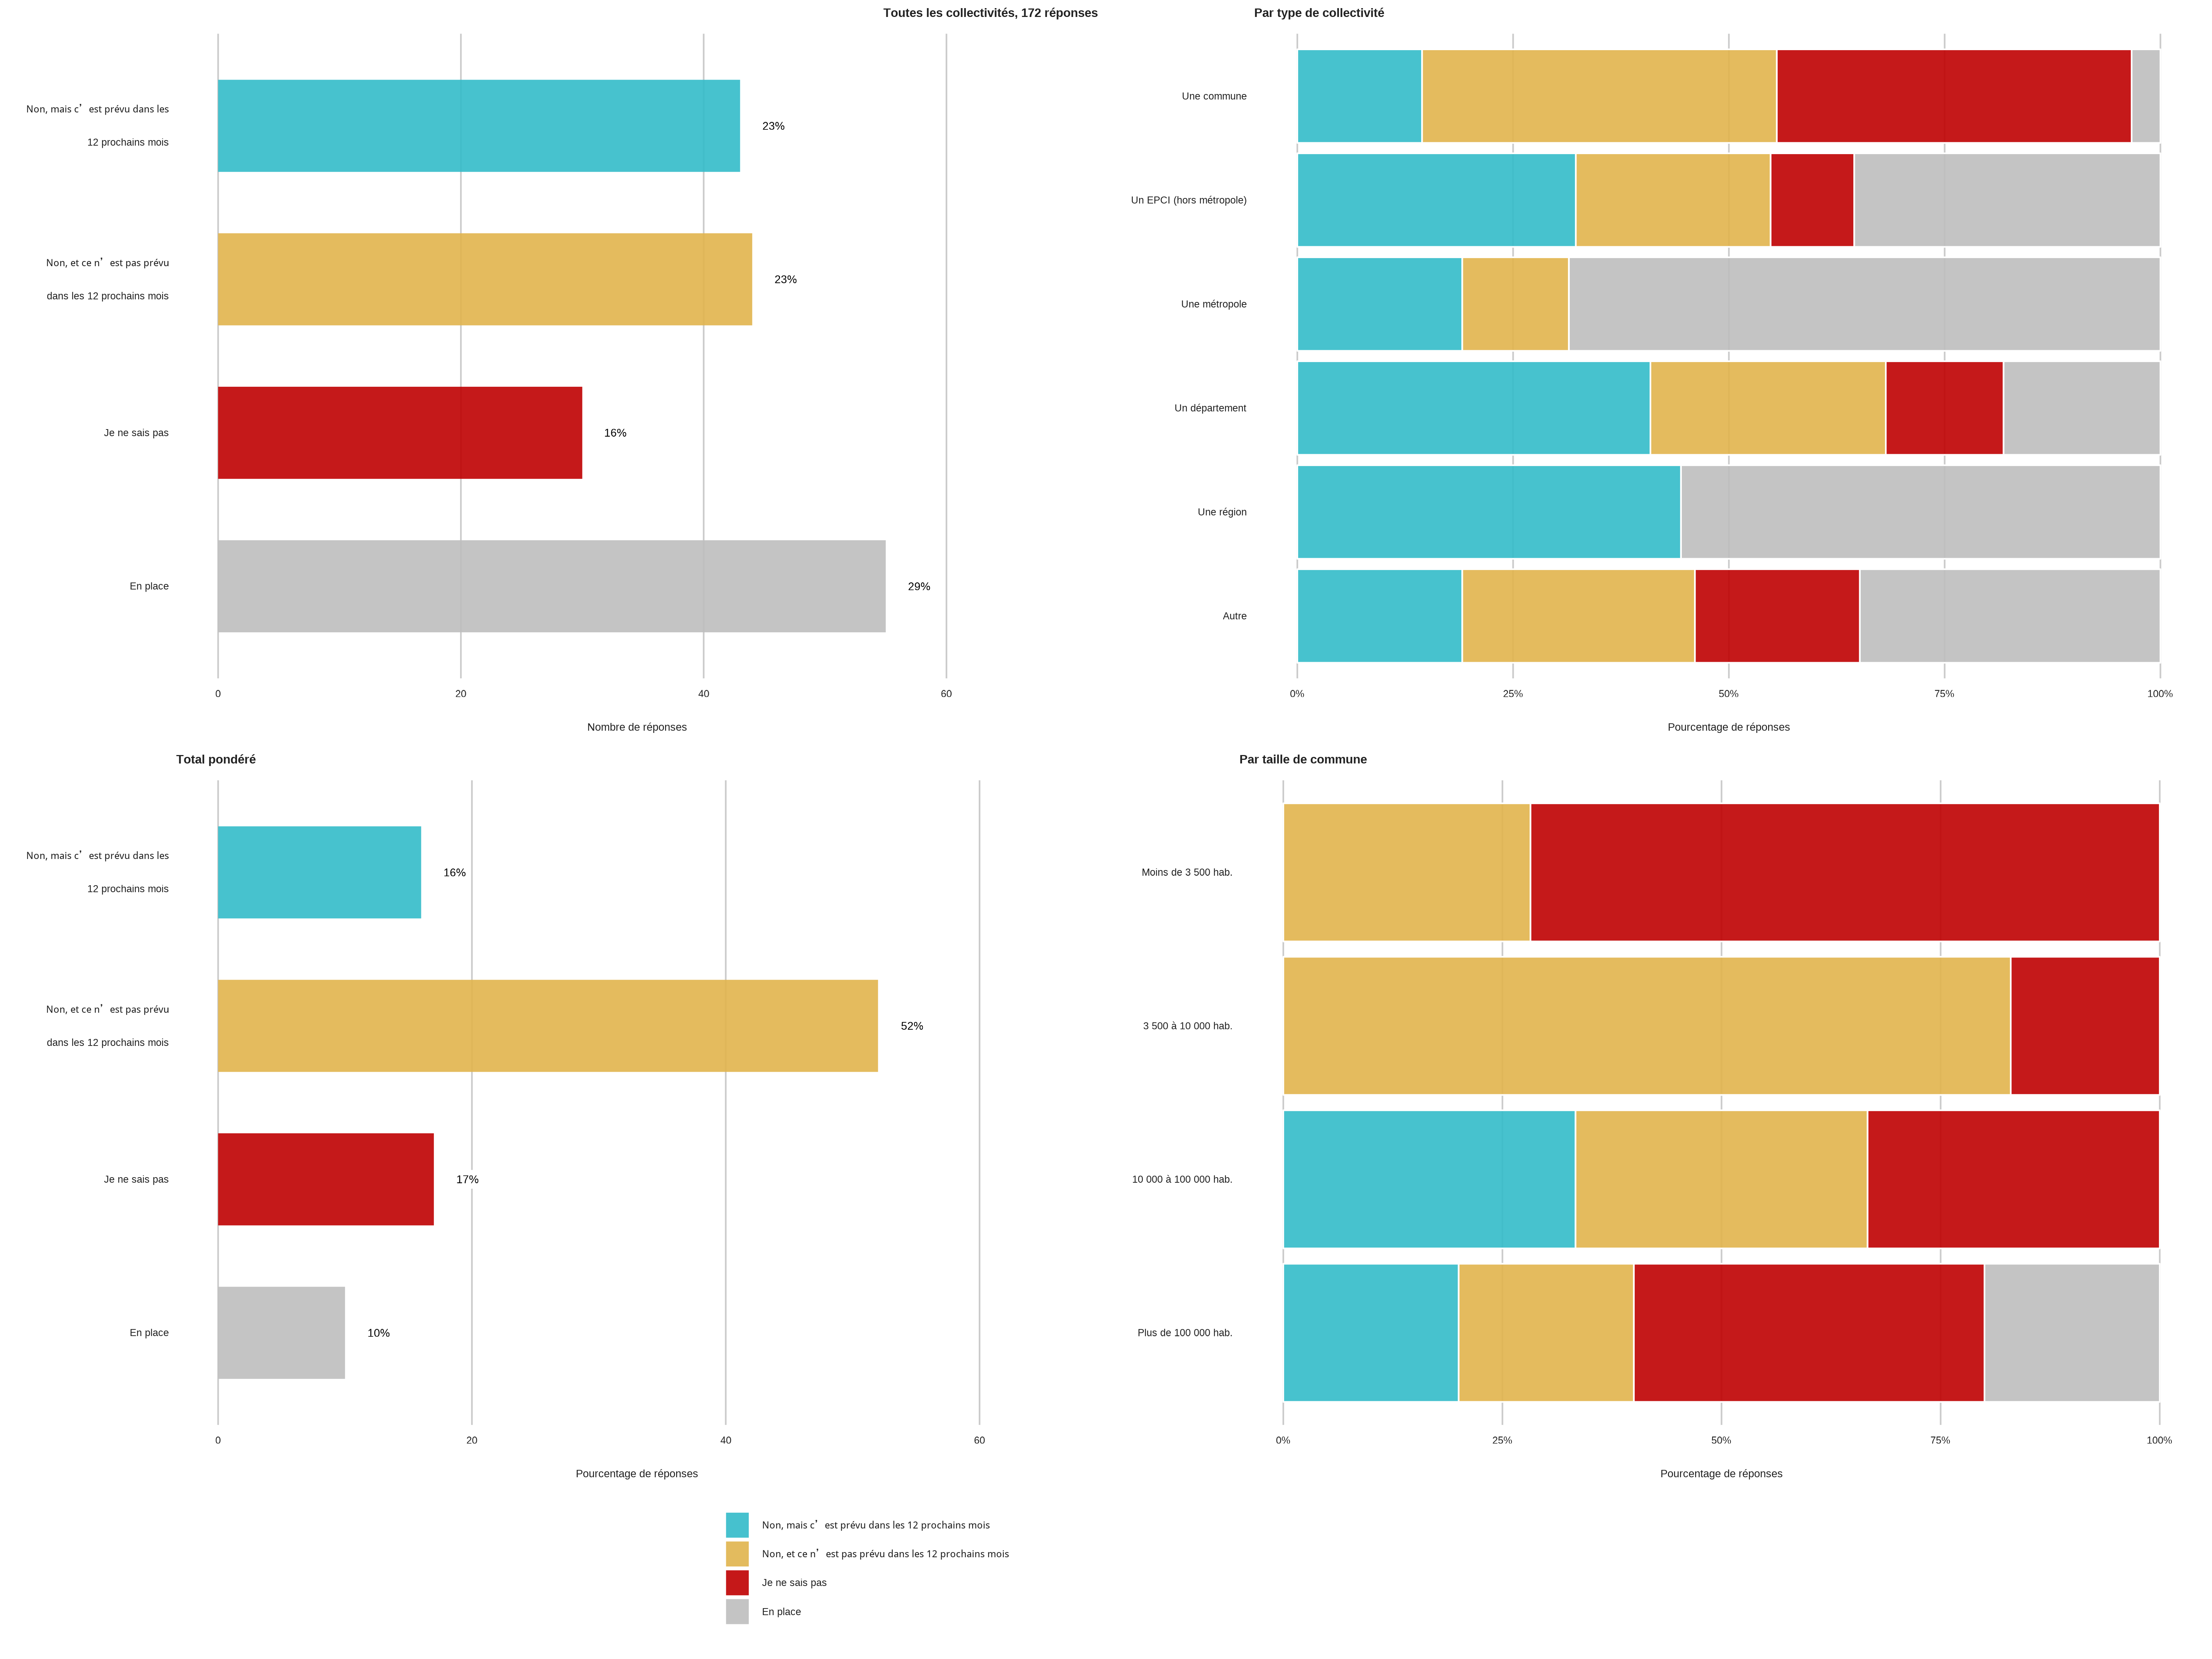 Toutes les collectivités, 172 réponses
Non, mais c’est prévu dans les
12 prochains mois
23%
Non, et ce n’est pas prévu
dans les 12 prochains mois
23%
Je ne sais pas
16%
En place
29%
0 20 40 60
Nombre de réponses
Par type de collectivité
Une commune
Un EPCI (hors métropole)
Une métropole
Un département
Une région
Autre
0% 25% 50% 75% 100%
Pourcentage de réponses
Total pondéré
Non, mais c’est prévu dans les
12 prochains mois
16%
Non, et ce n’est pas prévu
dans les 12 prochains mois
52%
Je ne sais pas
17%
En place
10%
0 20 40 60
Pourcentage de réponses
Par taille de commune
Moins de 3 500 hab.
3 500 à 10 000 hab.
10 000 à 100 000 hab.
Plus de 100 000 hab.
0% 25% 50% 75% 100%
Pourcentage de réponses
Non, mais c’est prévu dans les 12 prochains mois
Non, et ce n’est pas prévu dans les 12 prochains mois
Je ne sais pas
En place